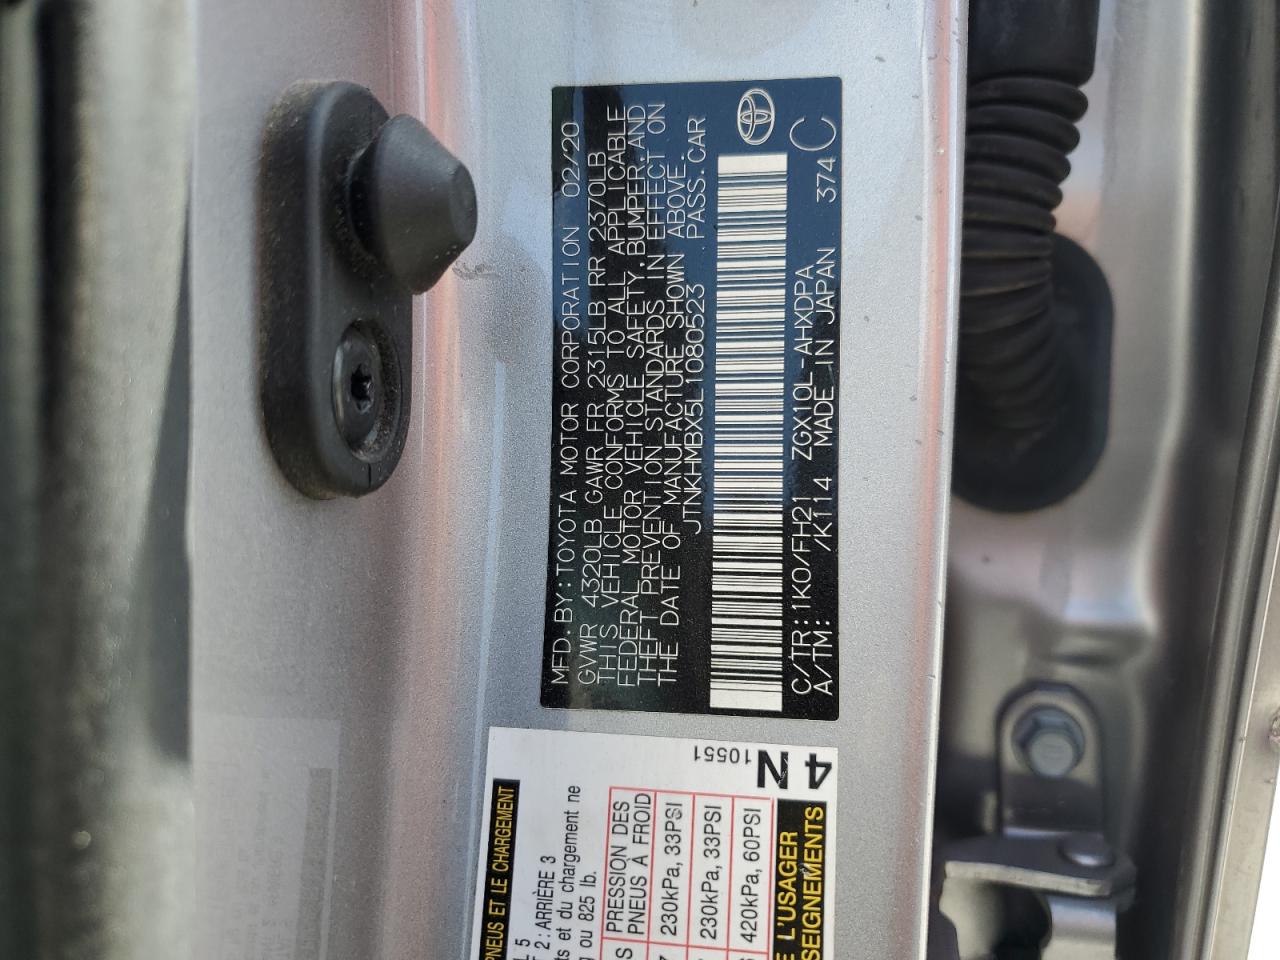 MFD. BY: TOYOTA MOTOR CORPORATION 02/20
GVWR 4320LB GAWR FR 2315LB RR 2370LB
THIS VEHICLE CONFORMS TO ALL APPLICABLE
FEDERAL MOTOR VEHICLE SAFETY, BUMPER, AND
THEFT PREVENTION STANDARDS IN EFFECT ON
THE DATE OF MANUFACTURE SHOWN ABOVE.
JTNKHMBX5L1080523 PASS. CAR
C/TR: 1K0/FH21 ZGX10L-AHXDPA
A/TM: /K114 MADE IN JAPAN 374 C
PNEUS ET LE CHARGEMENT
5
2 : ARRIÈRE 3
et du chargement ne
ou 825 lb.
PRESSION DES
PNEUS À FROID
230kPa, 33PSI
230kPa, 33PSI
420kPa, 60PSI
L'USAGER
10551
4 N